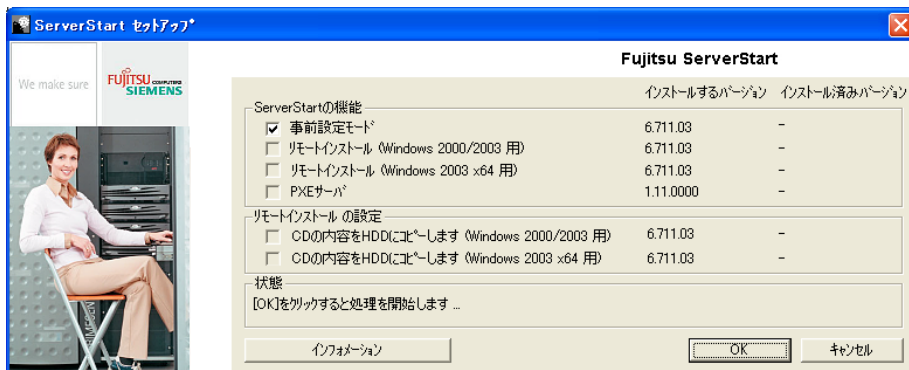 ServerStart セットアップ
We make sure
FUJITSU COMPUTERS
SIEMENS
Fujitsu ServerStart
インストールするバージョン インストール済みバージョン
ServerStartの機能
事前設定モード 6.711.03 -
リモートインストール (Windows 2000/2003 用) 6.711.03 -
リモートインストール (Windows 2003 x64 用) 6.711.03 -
PXEサーバ 1.11.0000 -
リモートインストール の設定
CDの内容をHDDにコピーします (Windows 2000/2003 用) 6.711.03 -
CDの内容をHDDにコピーします (Windows 2003 x64 用) 6.711.03 -
状態
[OK]をクリックすると処理を開始します ...
インフォメーション OK キャンセル